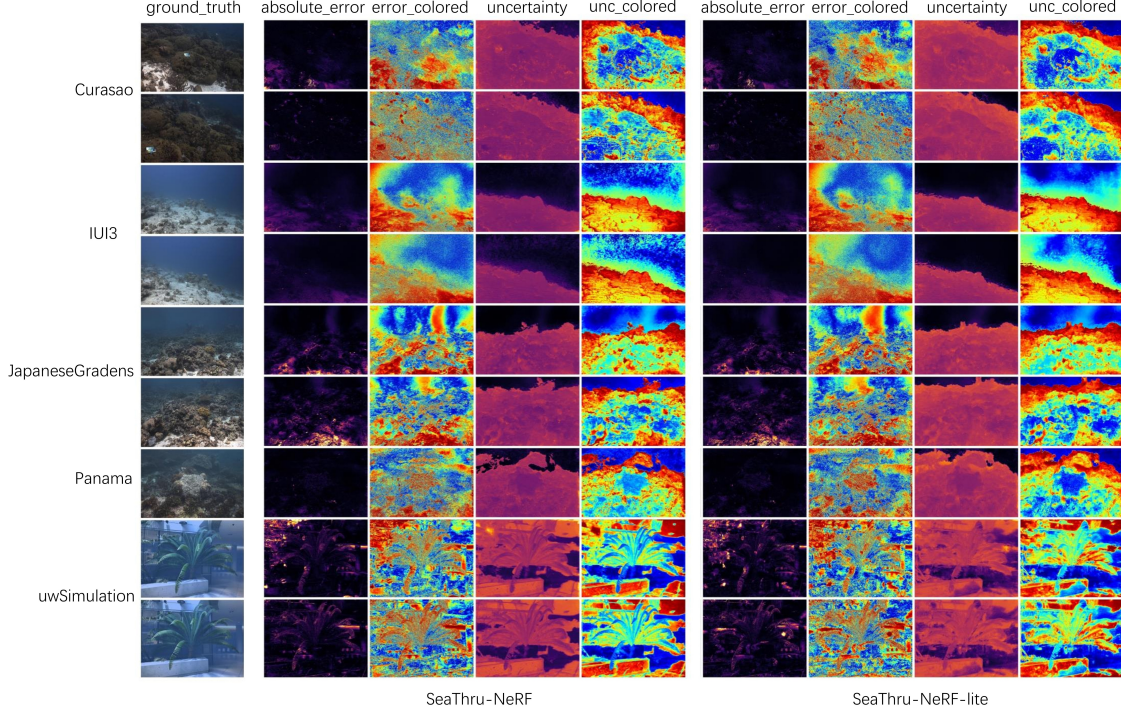 ground_truth absolute_error error_colored uncertainty unc_colored absolute_error error_colored uncertainty unc_colored
Curasao
IUI3
JapaneseGradens
Panama
uwSimulation
SeaThru-NeRF SeaThru-NeRF-lite